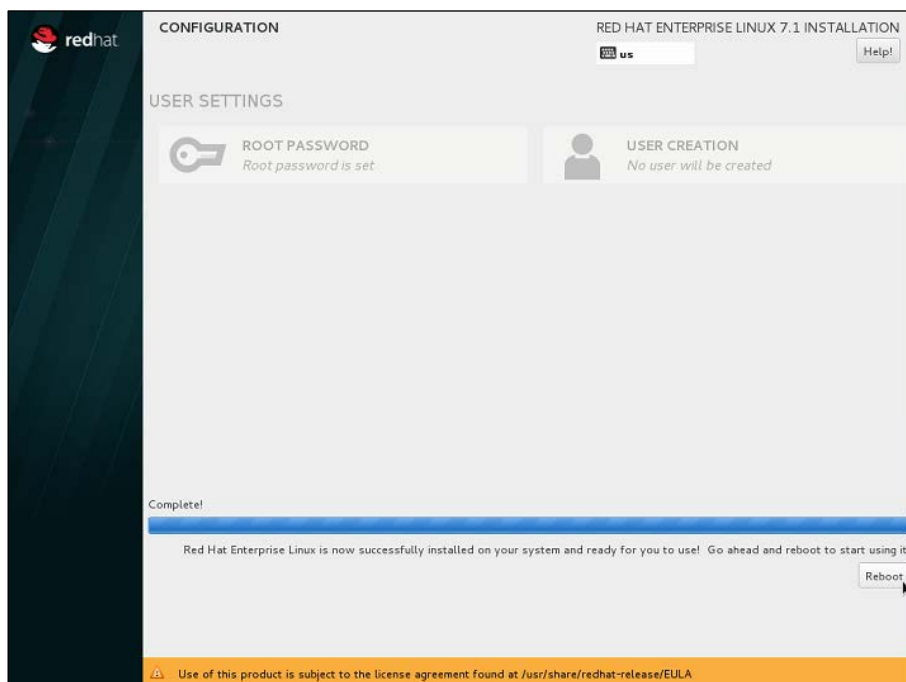 redhat
CONFIGURATION
RED HAT ENTERPRISE LINUX 7.1 INSTALLATION
us
Help!
USER SETTINGS
ROOT PASSWORD
Root password is set
USER CREATION
No user will be created
Complete!
Red Hat Enterprise Linux is now successfully installed on your system and ready for you to use! Go ahead and reboot to start using it
Reboot
Use of this product is subject to the license agreement found at /usr/share/redhat-release/EULA